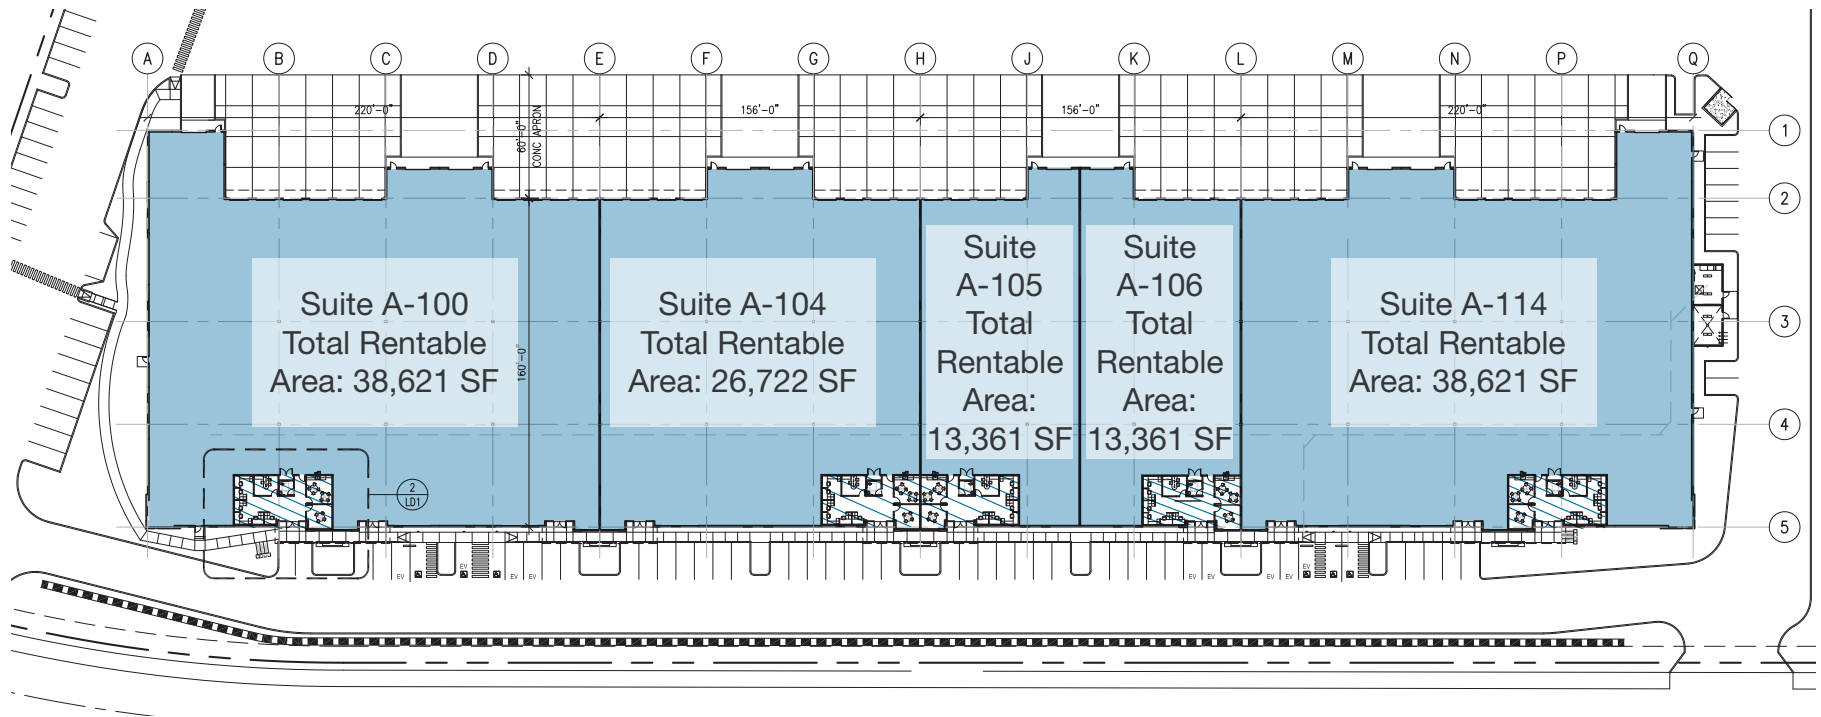 A B C D E F G H J K L M N P Q
220'-0" 156'-0" 156'-0" 220'-0"
60'-0"
CONC APRON
1
2
3
4
5
Suite A-100
Total Rentable
Area: 38,621 SF
160'-0"
Suite A-104
Total Rentable
Area: 26,722 SF
Suite
A-105
Total
Rentable
Area:
13,361 SF
Suite
A-106
Total
Rentable
Area:
13,361 SF
Suite A-114
Total Rentable
Area: 38,621 SF
2
LD1
EV EV EV EV EV EV EV EV EV